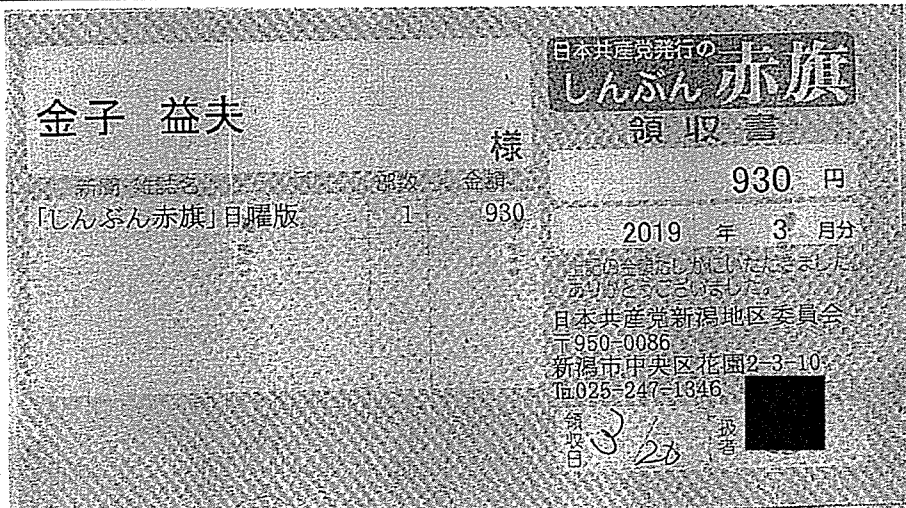 金子 益夫
様
新聞・雑誌名 部数 金額
「しんぶん赤旗」日曜版 1 930
日本共産党発行の
しんぶん赤旗
領収書
930 円
2019 年 3 月分
上記の金額たしかにいただきました。
ありがとうございました。
日本共産党新潟地区委員会
〒950-0086
新潟市中央区花園2-3-10
℡025-247-1346
領収日 3/20
扱者